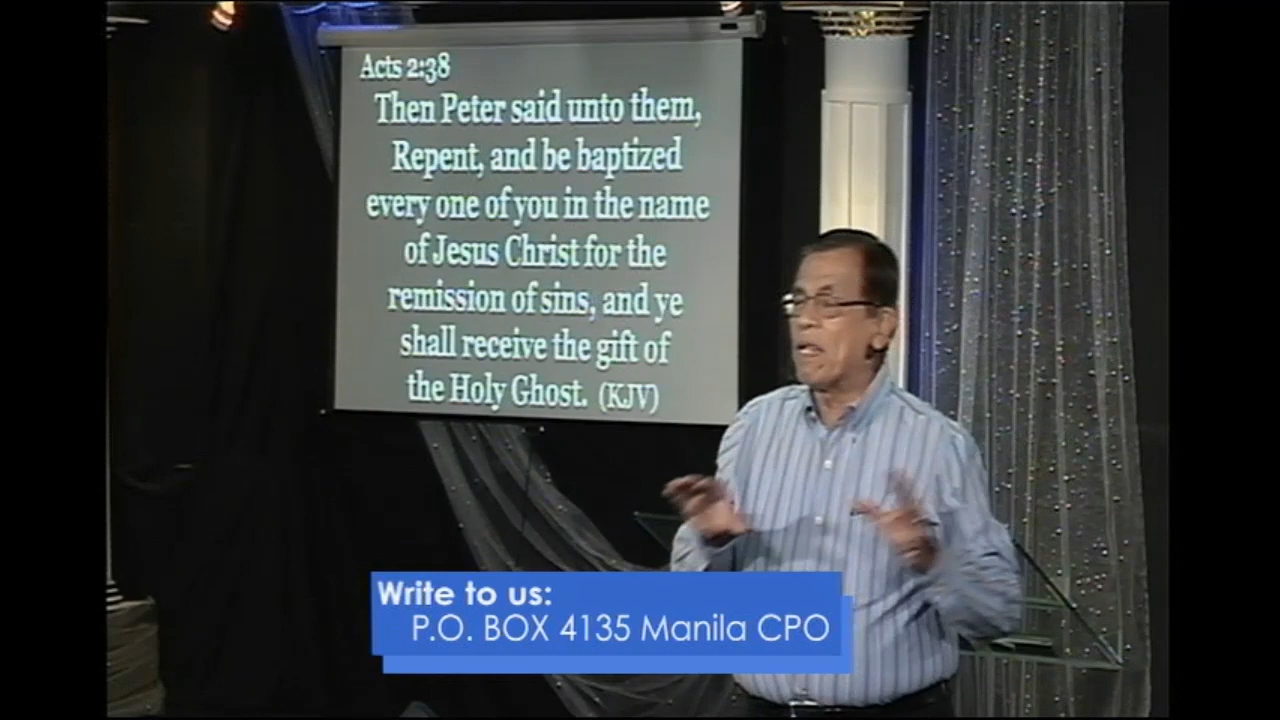 Acts 2:38
Then Peter said unto them,
Repent, and be baptized
every one of you in the name
of Jesus Christ for the
remission of sins, and ye
shall receive the gift of
the Holy Ghost. (KJV)
Write to us:
P.O. BOX 4135 Manila CPO